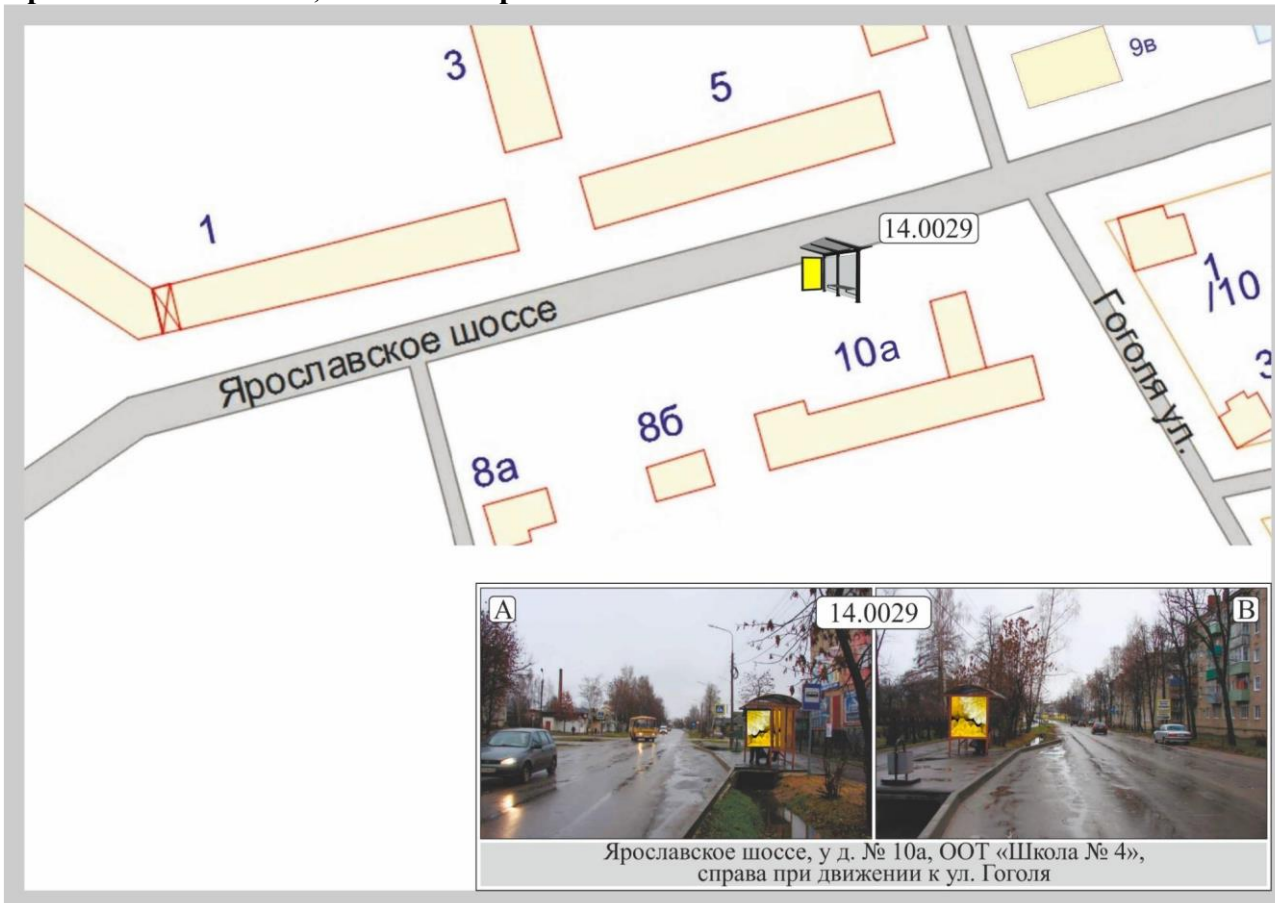 3
5
9в
1
14.0029
Ярославское шоссе
10а
1
/10
Гоголя ул.
3
8б
8а
A
14.0029
B
Ярославское шоссе, у д. № 10а, ООТ «Школа № 4»,
справа при движении к ул. Гоголя